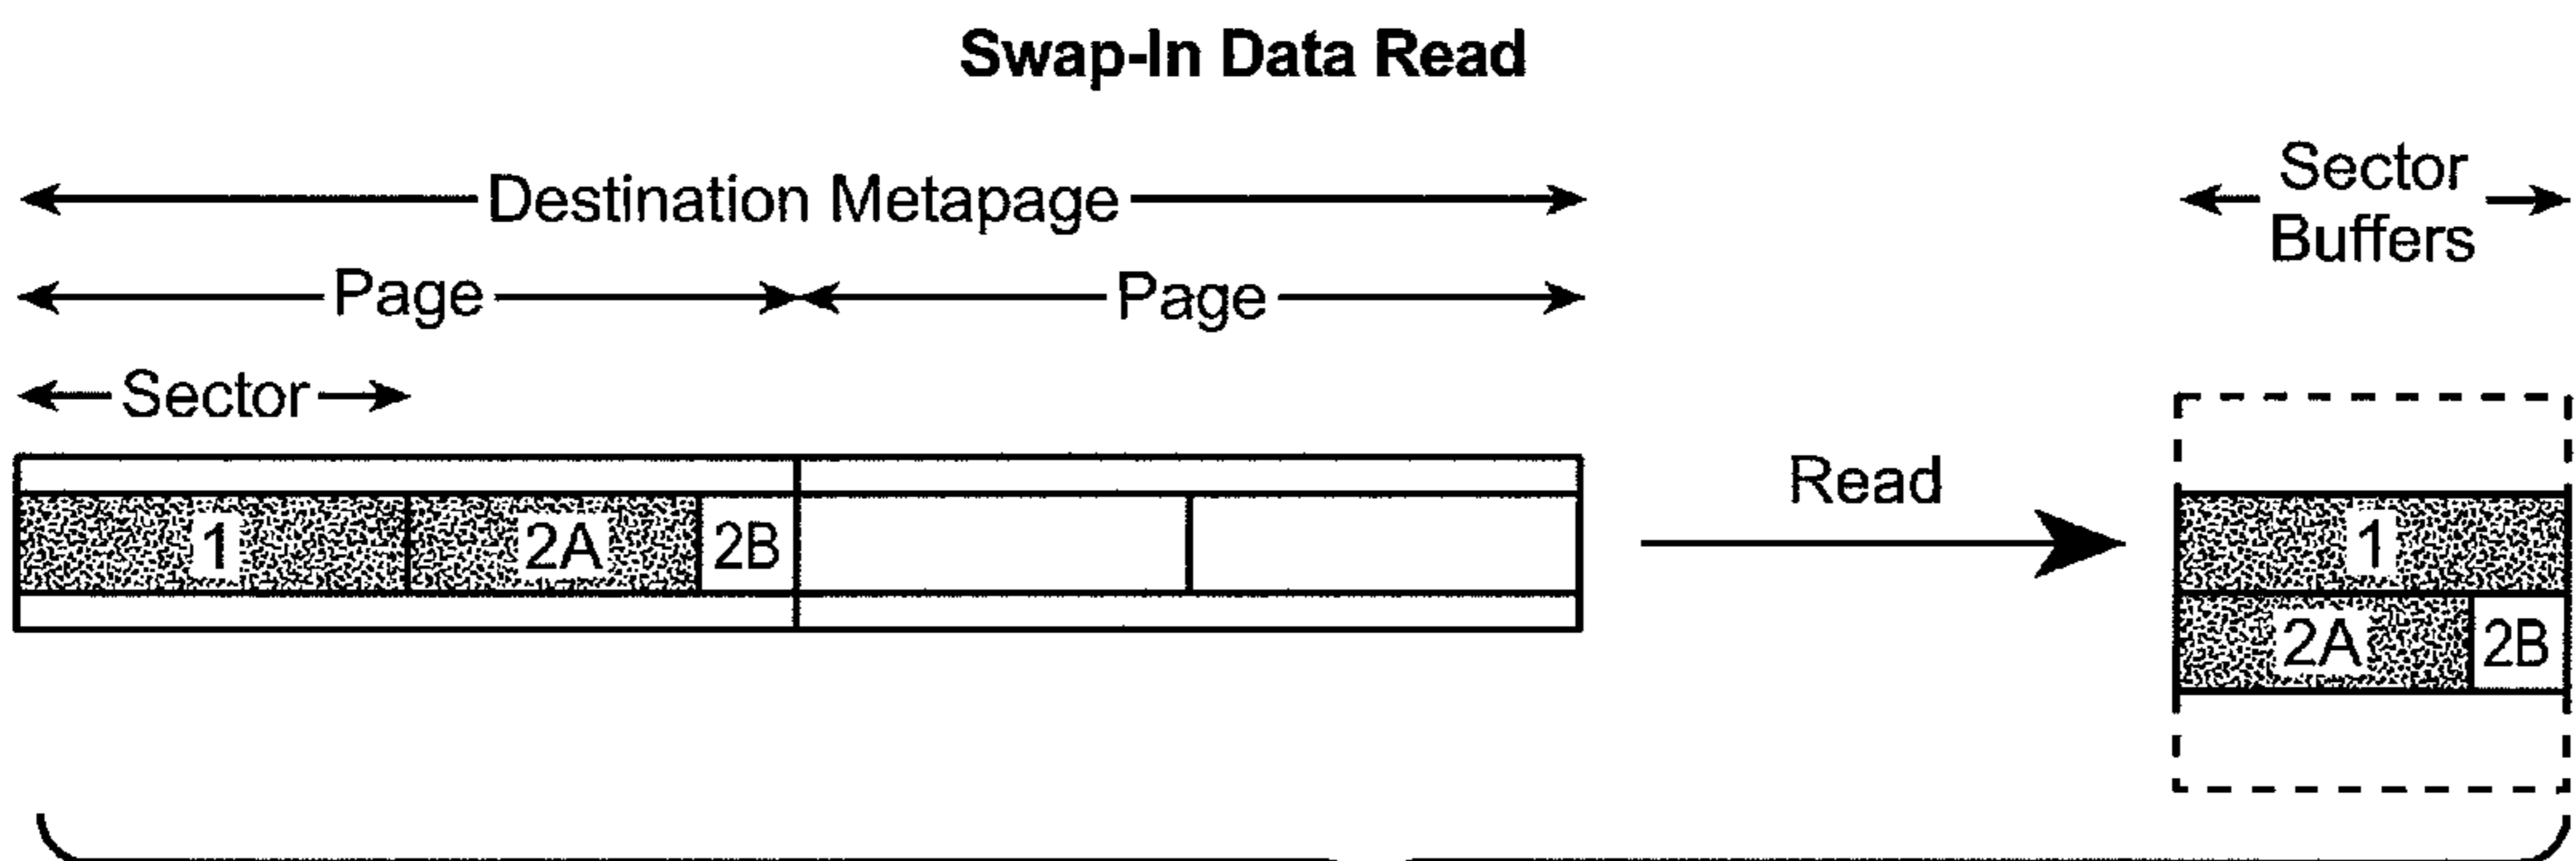 Swap-In Data Read
Destination Metapage
Sector
Buffers
Page Page
Sector
Read
1 2A 2B
1
2A 2B